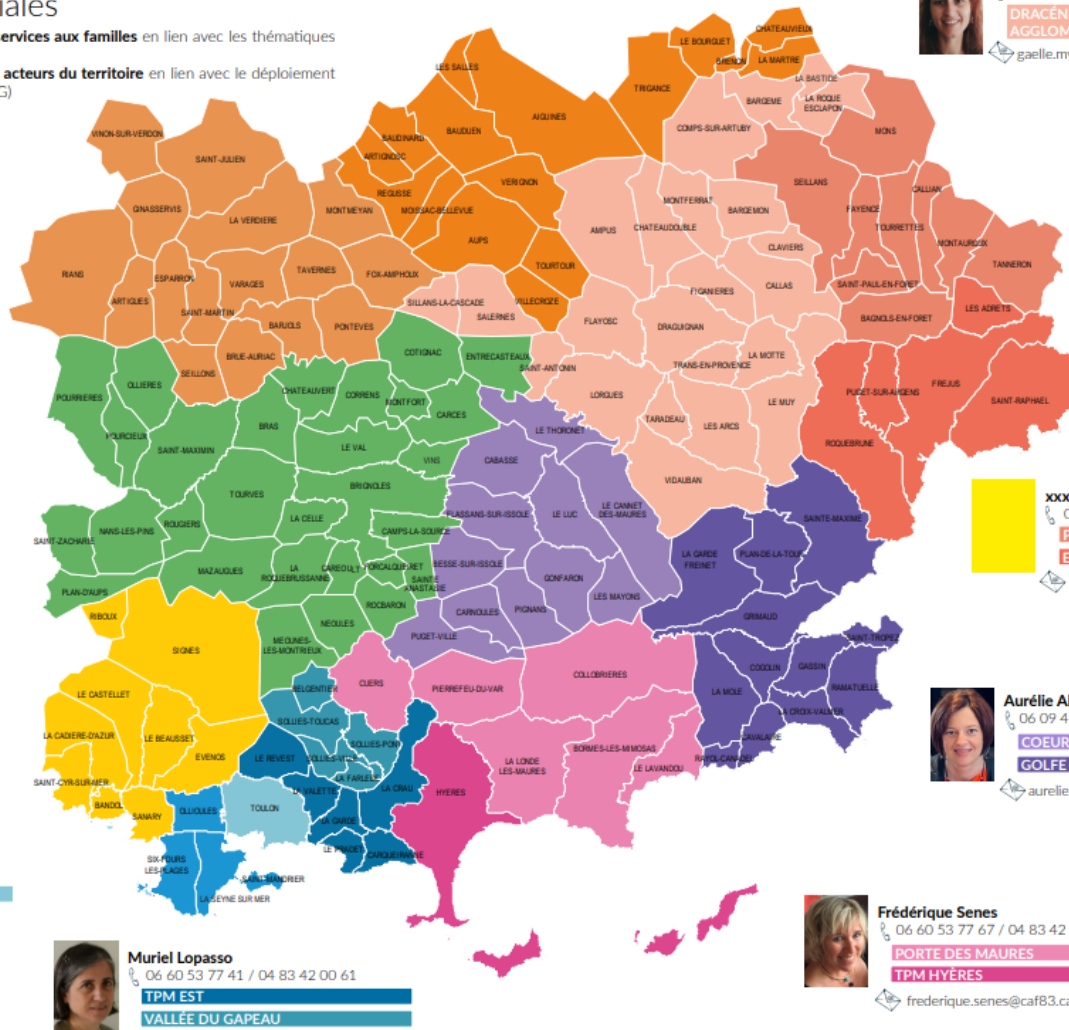 iales
services aux familles en lien avec les thématiques
acteurs du territoire en lien avec le déploiement
G)
DRACÉN
AGGLOM
gaelle.m
CHATEAUVIEUX
LE BOURGUET
BRENON
LA MARTRE
LES SALLES
TRIGANCE
LA BASTIDE
BARGEME
LA ROQUE
ESCLAPON
AIGUINES
BAUDUEN
COMPS-SUR-ARTUBY
MONS
VINON-SUR-VERDON
BAUDINARD
ARTIGNOSC
SAINT-JULIEN
VERIGNON
SEILLANS
CALLIAN
REGUSSE
MONTMEYAN
MOISSAC-BELLEVUE
MONTFERRAT
BARGEMON
FAYENCE
GINASSERVIS
LA VERDIERE
AMPUS
CHATEAUDOUBLE
TOURRETTES
AUPS
CLAVIERS
MONTAUROUX
TANNERON
TOURTOUR
RIANS
ESPARRON
VARAGES
TAVERNES
FOX-AMPHOUX
CALLAS
SAINT-PAUL-EN-FORET
FIGANIERES
ARTIGUES
SAINT-MARTIN
SILLANS-LA-CASCADE
VILLECROZE
SALERNES
LES ADRETS
BAGNOLS-EN-FORET
FLAYOSC
DRAGUIGNAN
BARJOLS
PONTEVES
COTIGNAC
ENTRECASTEAUX
BRUE-AURIAC
LA MOTTE
TRANS-EN-PROVENCE
SAINT-ANTONIN
SEILLONS
OLLIERES
CHATEAUVERT
CORRENS
MONTFORT
LORGUES
PUGET-SUR-ARGENS
FREJUS
SAINT-RAPHAEL
POURRIERES
LE MUY
CARCES
TARADEAU
LES ARCS
BRAS
LE THORONET
POURCIEUX
SAINT-MAXIMIN
LE VAL
ROQUEBRUNE
VINS
CABASSE
VIDAUBAN
BRIGNOLES
TOURVES
LE CANNET
DES-MAURES
FLASSANS-SUR-ISSOLE
LE LUC
SAINTE-MAXIME
ROUGIERS
LA CELLE
NANS-LES-PINS
CAMPS-LA-SOURCE
SAINT-ZACHARIE
LA GARDE
FREINET
PLAN-DE-LA-TOUR
MAZAUGUES
LA
ROQUEBRUSSANNE
GAREOULT
FORCALQUEIRET
BESSE-SUR-ISSOLE
GONFARON
SAINTE
ANASTASIE
PLAN-D'AUPS
LES MAYONS
ROCBARON
CARNOULES
PIGNANS
RIBOUX
NEOULES
GRIMAUD
PUGET-VILLE
SAINT-TROPEZ
MEOUNES-
LES-MONTRIEUX
SIGNES
COGOLIN
GASSIN
COLLOBRIERES
CUERS
PIERREFEU-DU-VAR
BELGENTIER
LA MOLE
RAMATUELLE
LE CASTELLET
LA CROIX-VALMER
SOLLIES-TOUCAS
LA CADIERE-D'AZUR
LE BEAUSSET
CAVALAIRE
SOLLIES-PONT
BORMES-LES-MIMOSAS
EVENOS
LE REVEST
SOLLIES-VILLE
RAYOL-CANADEL
LA LONDE
LES-MAURES
LE LAVANDOU
SAINT-CYR-SUR-MER
LA FARLEDE
LA VALETTE
LA CRAU
HYERES
BANDOL
SANARY
OLLIOULES
TOULON
LA GARDE
LE PRADET
CARQUEIRANNE
SIX-FOURS
LES-PLAGES
SAINT-MANDRIER
LA SEYNE SUR MER
xxx
0
P
E
Aurélie Al
06 09 4
COEUR
GOLFE
aurelie
Muriel Lopasso
06 60 53 77 41 / 04 83 42 00 61
TPM EST
VALLÉE DU GAPEAU
Frédérique Senes
06 60 53 77 67 / 04 83 42
PORTE DES MAURES
TPM HYÈRES
frederique.senes@caf83.ca